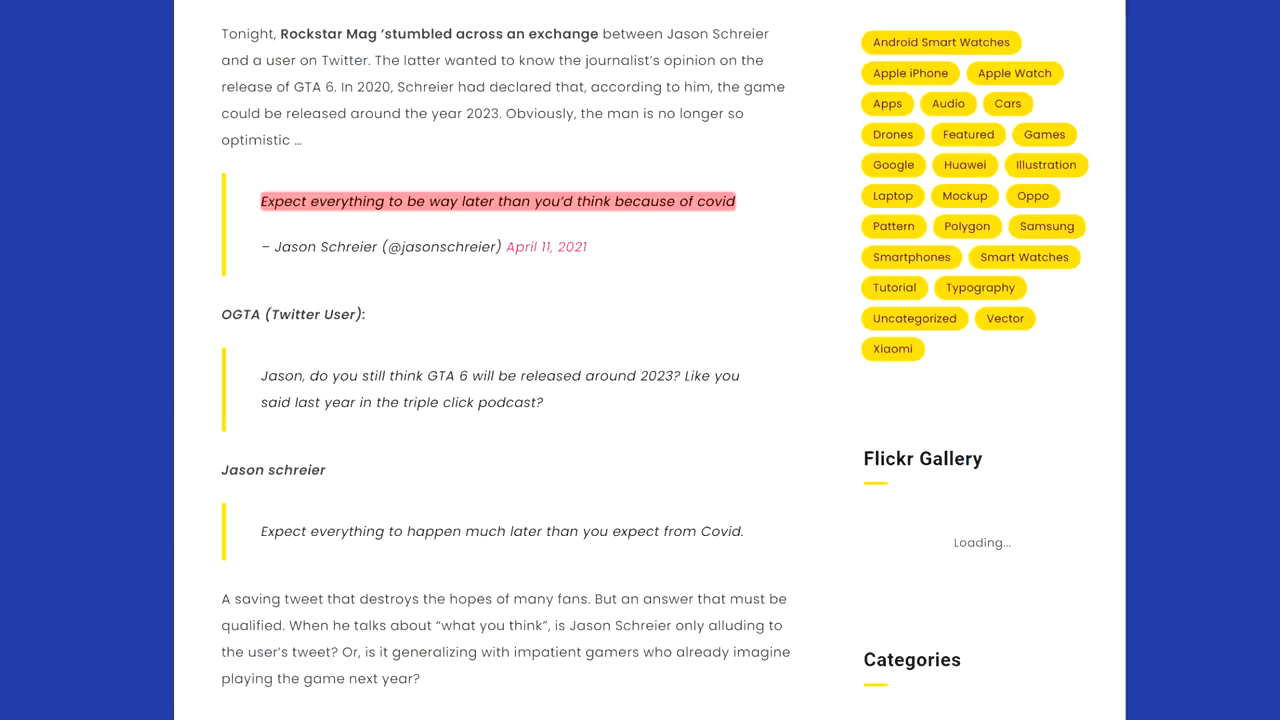 Tonight, Rockstar Mag ‘stumbled across an exchange between Jason Schreier
and a user on Twitter. The latter wanted to know the journalist’s opinion on the
release of GTA 6. In 2020, Schreier had declared that, according to him, the game
could be released around the year 2023. Obviously, the man is no longer so
optimistic …
Expect everything to be way later than you’d think because of covid
– Jason Schreier (@jasonschreier) April 11, 2021
OGTA (Twitter User):
Jason, do you still think GTA 6 will be released around 2023? Like you
said last year in the triple click podcast?
Jason schreier
Expect everything to happen much later than you expect from Covid.
A saving tweet that destroys the hopes of many fans. But an answer that must be
qualified. When he talks about “what you think”, is Jason Schreier only alluding to
the user’s tweet? Or, is it generalizing with impatient gamers who already imagine
playing the game next year?
Android Smart Watches
Apple iPhone Apple Watch
Apps Audio Cars
Drones Featured Games
Google Huawei Illustration
Laptop Mockup Oppo
Pattern Polygon Samsung
Smartphones Smart Watches
Tutorial Typography
Uncategorized Vector
Xiaomi
Flickr Gallery
Loading...
Categories